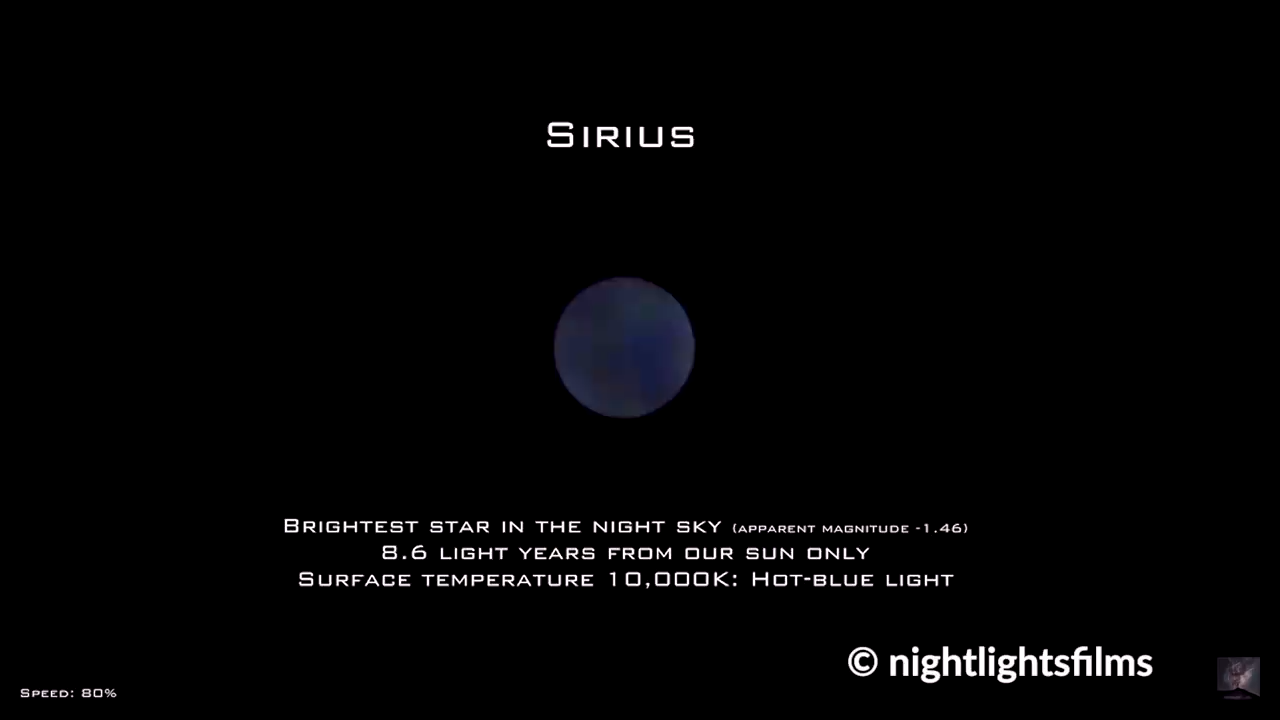 Sirius
Brightest star in the night sky (apparent magnitude -1.46)
8.6 light years from our sun only
Surface temperature 10,000K: Hot-blue light
© nightlightsfilms
Speed: 80%